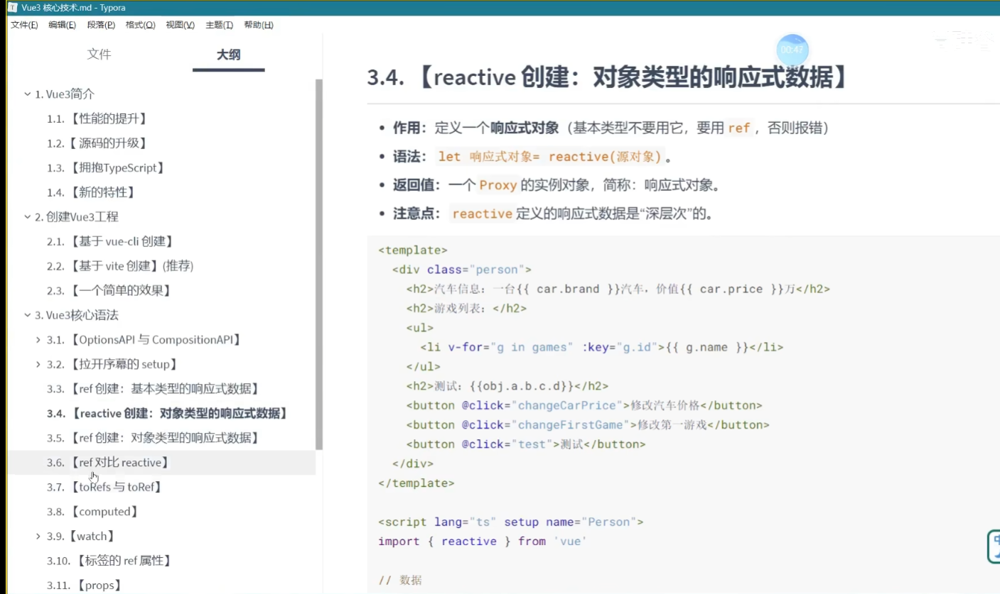 Vue3 核心技术.md - Typora
文件(F) 编辑(E) 段落(P) 格式(O) 视图(V) 主题(T) 帮助(H)
文件 大纲
1. Vue3简介
1.1. 【性能的提升】
1.2.【 源码的升级】
1.3. 【拥抱TypeScript】
1.4. 【新的特性】
2. 创建Vue3工程
2.1. 【基于 vue-cli 创建】
2.2. 【基于 vite 创建】(推荐)
2.3. 【一个简单的效果】
3. Vue3核心语法
3.1. 【OptionsAPI 与 CompositionAPI】
3.2. 【拉开序幕的 setup】
3.3. 【ref 创建：基本类型的响应式数据】
3.4. 【reactive 创建：对象类型的响应式数据】
3.5. 【ref 创建：对象类型的响应式数据】
3.6. 【ref 对比 reactive】
3.7. 【toRefs 与 toRef】
3.8. 【computed】
3.9.【watch】
3.10. 【标签的 ref 属性】
3.11. 【props】
00:47
3.4. 【reactive 创建：对象类型的响应式数据】
• 作用：定义一个响应式对象（基本类型不要用它，要用 ref ，否则报错）
• 语法： let 响应式对象= reactive(源对象) 。
• 返回值：一个 Proxy 的实例对象，简称：响应式对象。
• 注意点： reactive 定义的响应式数据是“深层次”的。
<template>
  <div class="person">
    <h2>汽车信息：一台{{ car.brand }}汽车，价值{{ car.price }}万</h2>
    <h2>游戏列表：</h2>
    <ul>
      <li v-for="g in games" :key="g.id">{{ g.name }}</li>
    </ul>
    <h2>测试：{{obj.a.b.c.d}}</h2>
    <button @click="changeCarPrice">修改汽车价格</button>
    <button @click="changeFirstGame">修改第一游戏</button>
    <button @click="test">测试</button>
  </div>
</template>
<script lang="ts" setup name="Person">
import { reactive } from 'vue'
// 数据